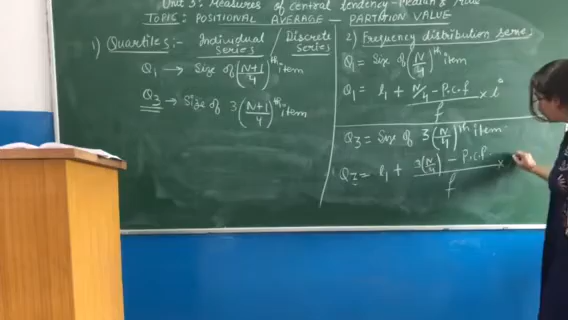 Unit 3: Measures of central tendency - Median & Mode
TOPIC: POSITIONAL AVERAGE - PARTATION VALUE
1) Quartiles:- Individual Series / Discrete Series
Q₁ → Size of (N+1/4)th item
Q3 → Size of 3(N+1/4)th item
2) Frequency distribution series
Q₁ = Size of (N/4)th item
Q₁ = l₁ + N/4 - P.c.f / f × i
Q₃ = Size of 3(N/4)th item
= l₁ + 3(N/4) - P.c.f / f ×